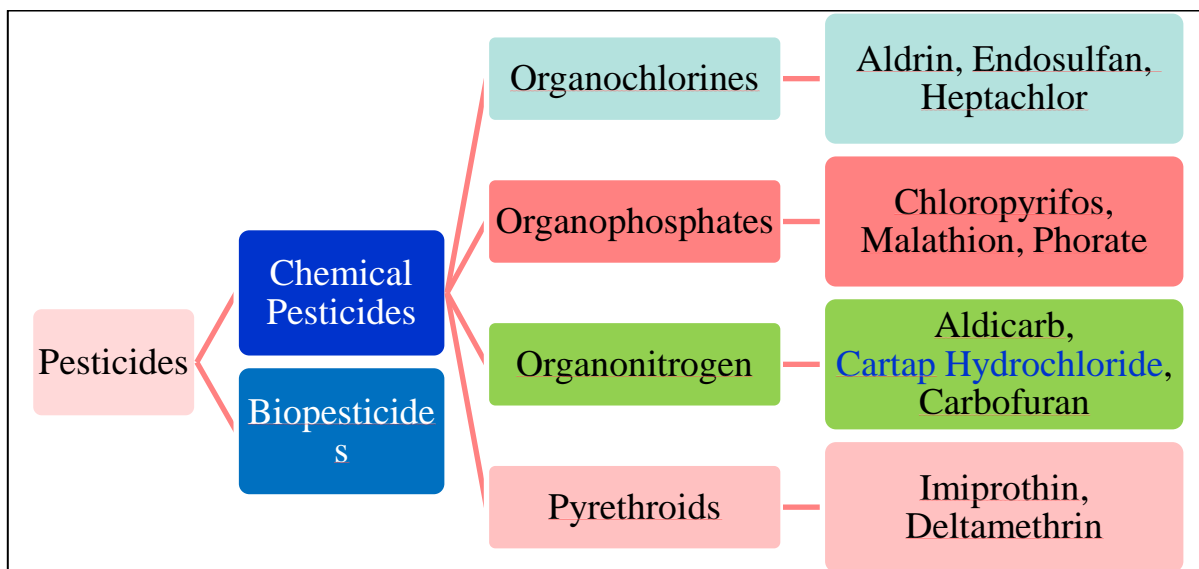 Pesticides
Chemical
Pesticides
Biopesticide
s
Organochlorines
Aldrin, Endosulfan,
Heptachlor
Organophosphates
Chloropyrifos,
Malathion, Phorate
Organonitrogen
Aldicarb,
Cartap Hydrochloride,
Carbofuran
Pyrethroids
Imiprothin,
Deltamethrin